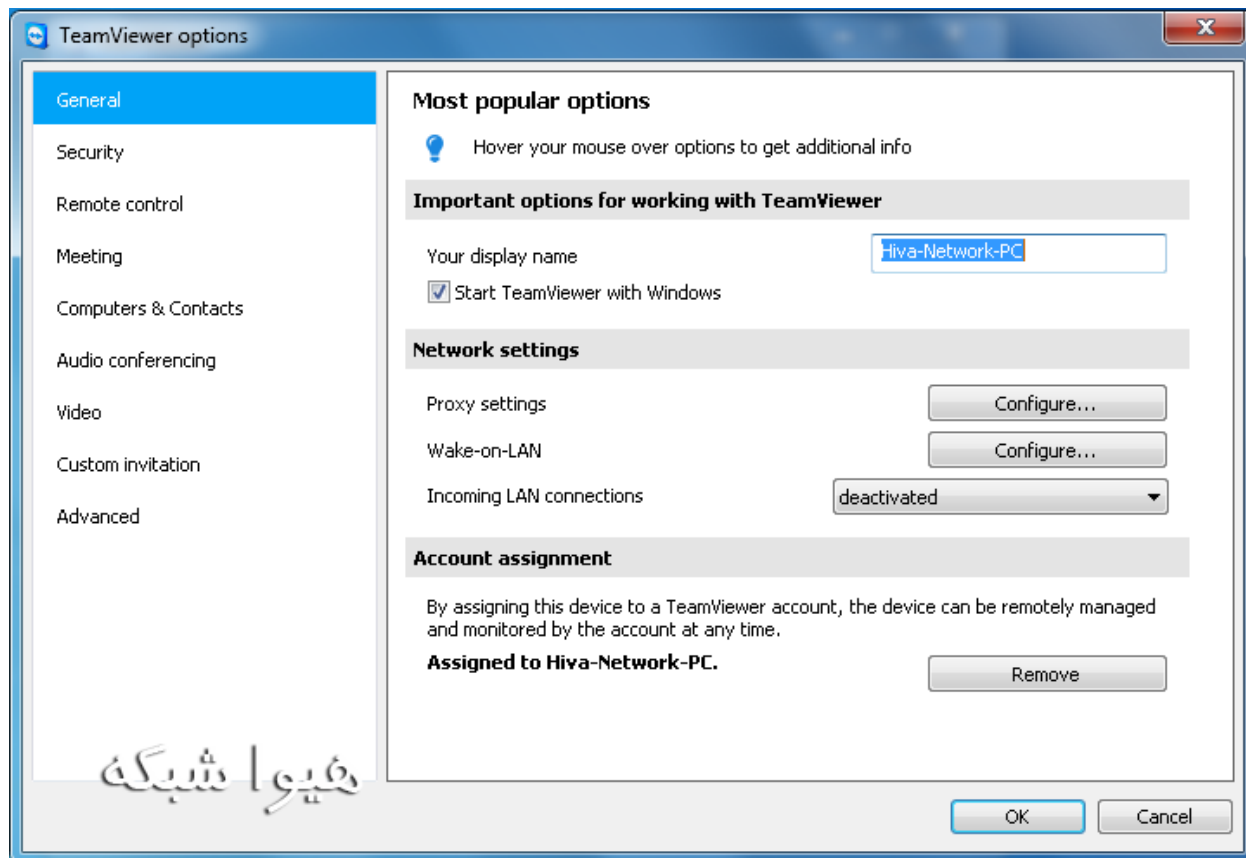 TeamViewer options
General
Security
Remote control
Meeting
Computers & Contacts
Audio conferencing
Video
Custom invitation
Advanced
Most popular options
Hover your mouse over options to get additional info
Important options for working with TeamViewer
Your display name Hiva-Network-PC
Start TeamViewer with Windows
Network settings
Proxy settings Configure...
Wake-on-LAN Configure...
Incoming LAN connections deactivated
Account assignment
By assigning this device to a TeamViewer account, the device can be remotely managed
and monitored by the account at any time.
Assigned to Hiva-Network-PC. Remove
هیوا شبکه
OK Cancel